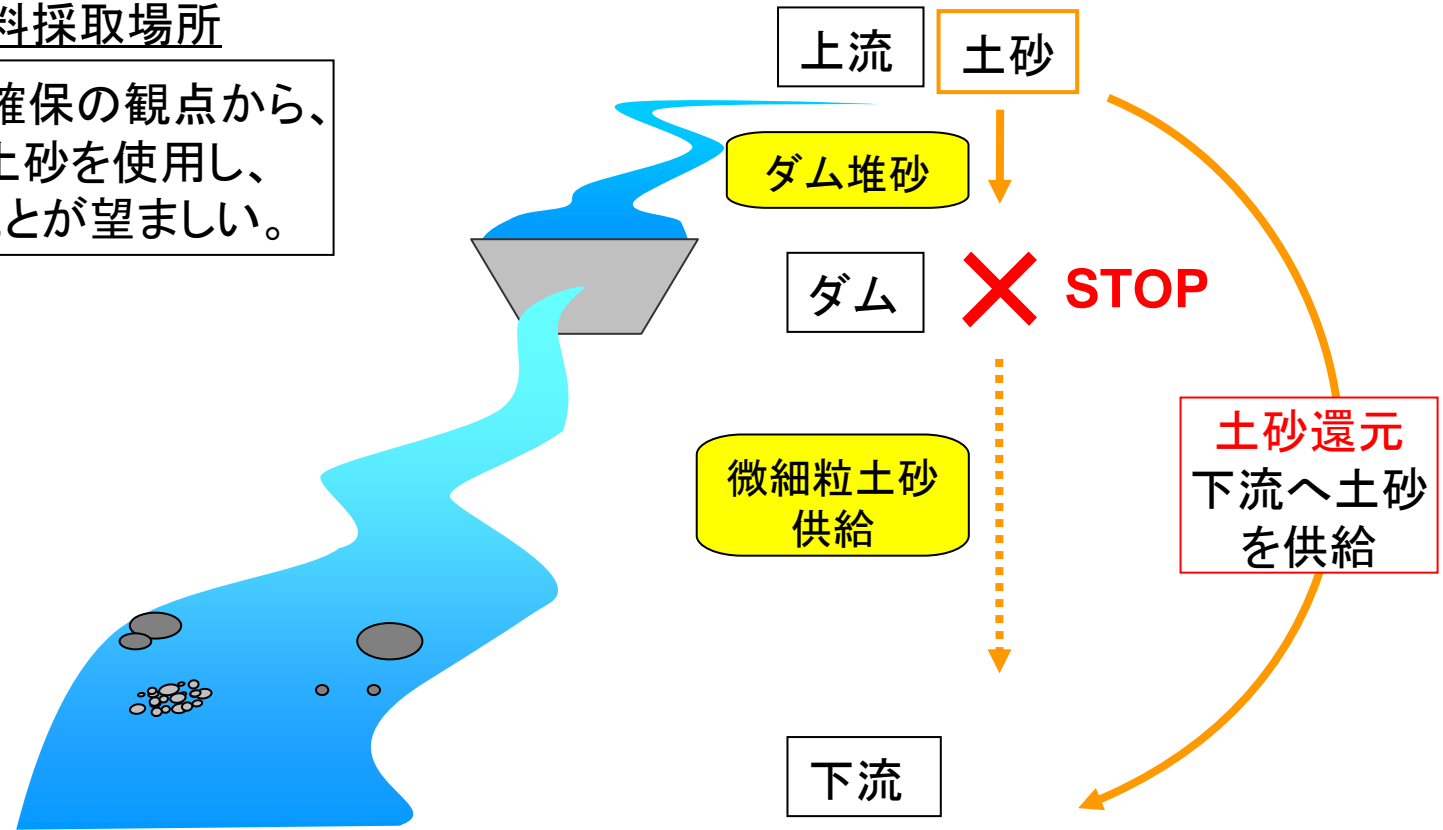 料採取場所
確保の観点から、
土砂を使用し、
とが望ましい。
上流
土砂
ダム堆砂
ダム
STOP
微細粒土砂
供給
土砂還元
下流へ土砂
を供給
下流